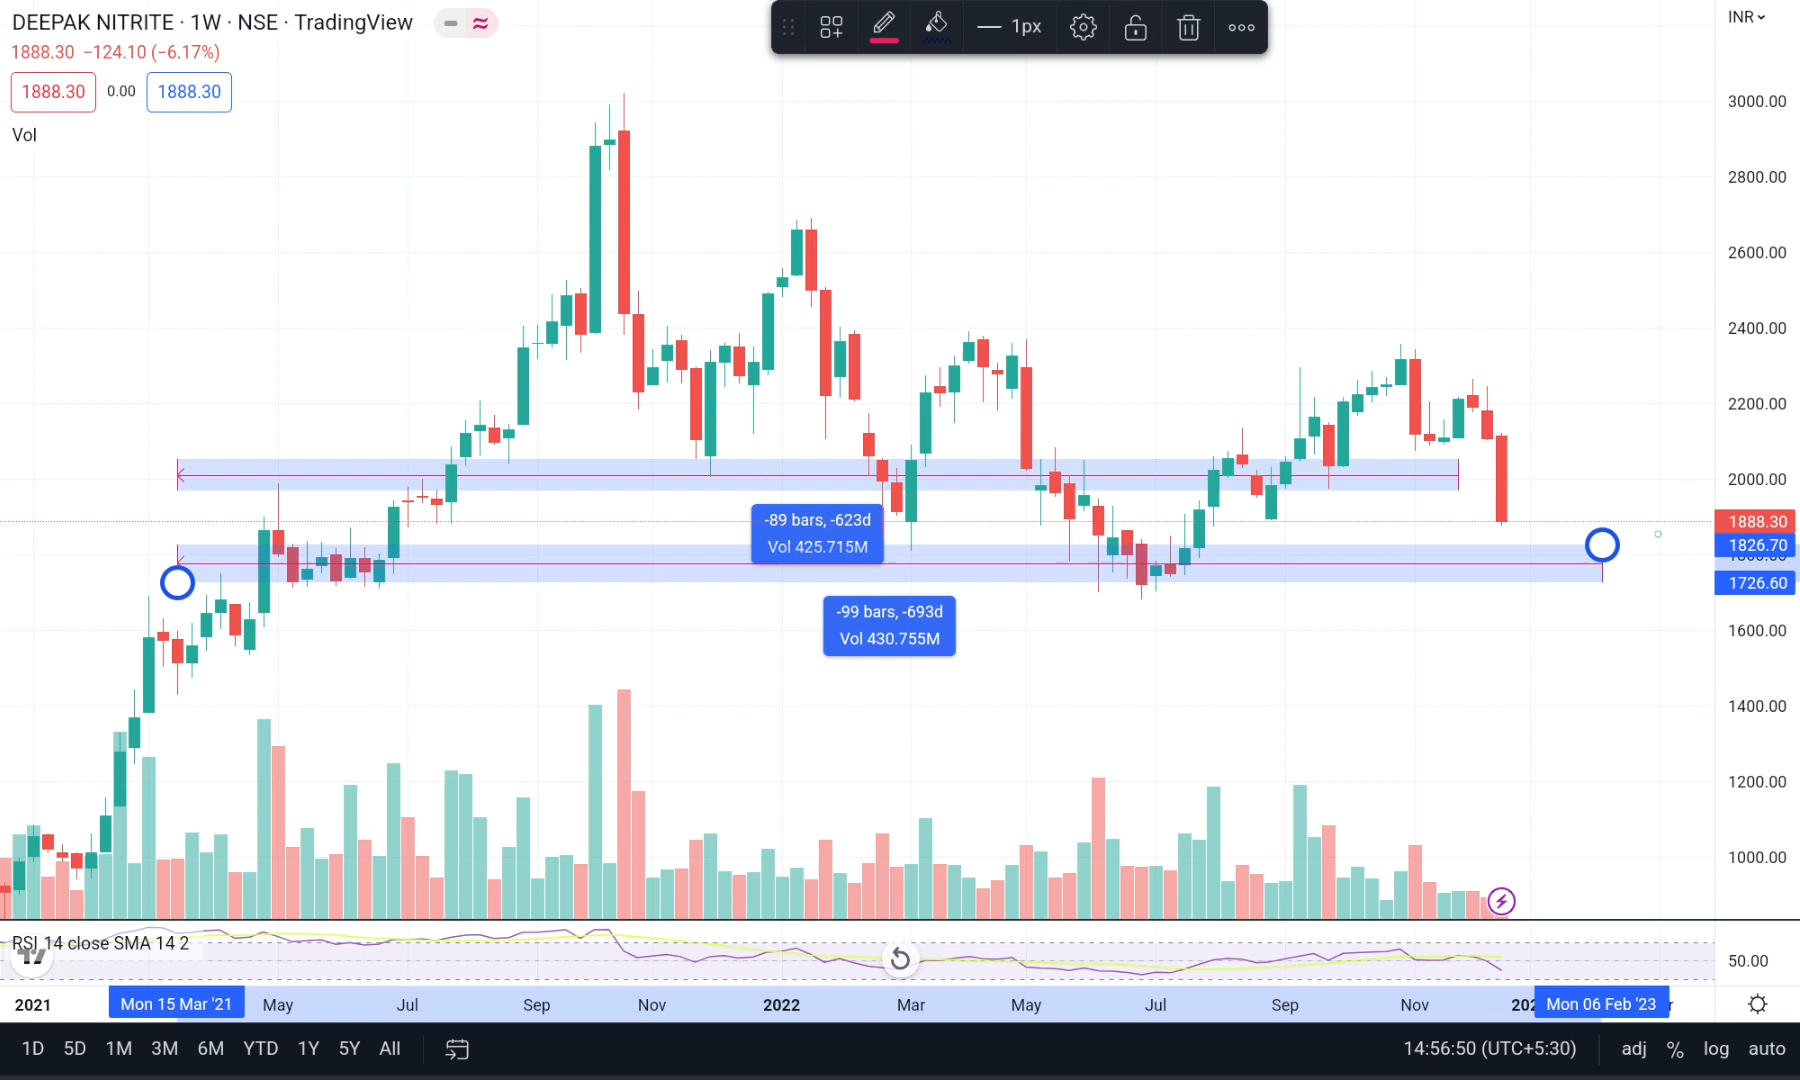 DEEPAK NITRITE · 1W · NSE · TradingView
1888.30 −124.10 (−6.17%)
1888.30 0.00 1888.30
Vol
1px
INR
3000.00
2800.00
2600.00
2400.00
2200.00
2000.00
1888.30
1826.70
1726.60
1600.00
1400.00
1200.00
1000.00
-89 bars, -623d
Vol 425.715M
-99 bars, -693d
Vol 430.755M
RSI 14 close SMA 14 2
50.00
2021 Mon 15 Mar '21 May Jul Sep Nov 2022 Mar May Jul Sep Nov Mon 06 Feb '23
1D 5D 1M 3M 6M YTD 1Y 5Y All 14:56:50 (UTC+5:30) adj % log auto